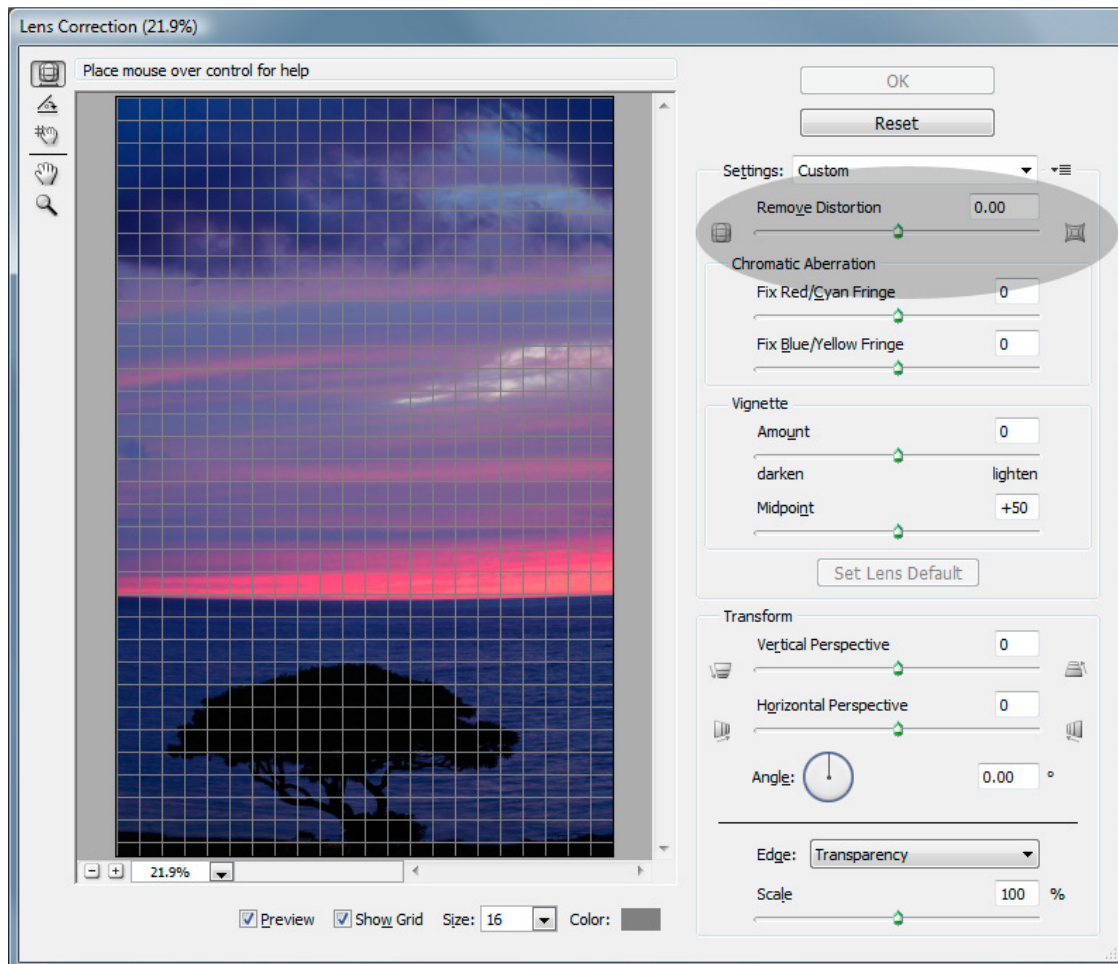 Lens Correction (21.9%)
Place mouse over control for help
OK
Reset
Settings: Custom
Remove Distortion 0.00
Chromatic Aberration
Fix Red/Cyan Fringe 0
Fix Blue/Yellow Fringe 0
Vignette
Amount 0
darken lighten
Midpoint +50
Set Lens Default
Transform
Vertical Perspective 0
Horizontal Perspective 0
Angle: 0.00 °
Edge: Transparency
Scale 100 %
21.9%
Preview Show Grid Size: 16 Color: